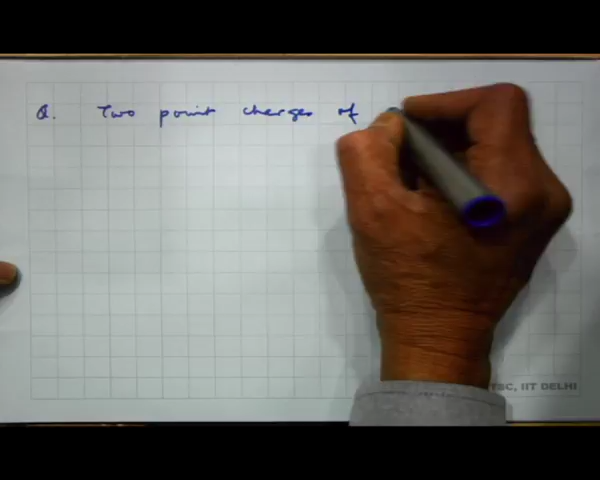 Q. Two point charges of
TSC, IIT DELHI